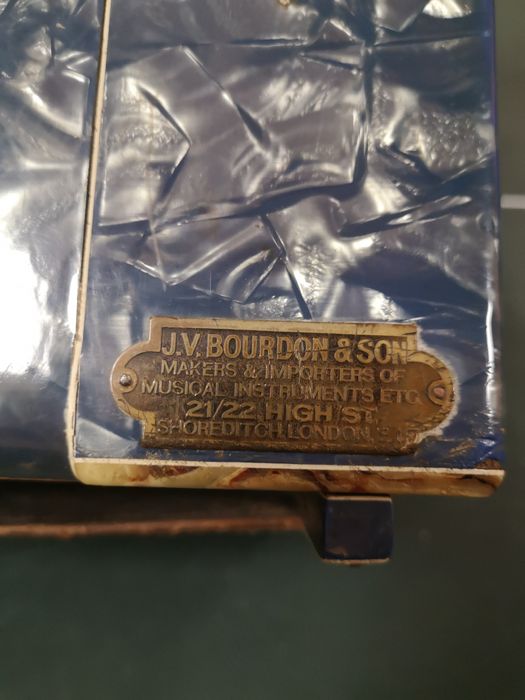 J.V. BOURDON & SON
MAKERS & IMPORTERS OF
MUSICAL INSTRUMENTS ETC
21/22 HIGH ST.
SHOREDITCH. LONDON.